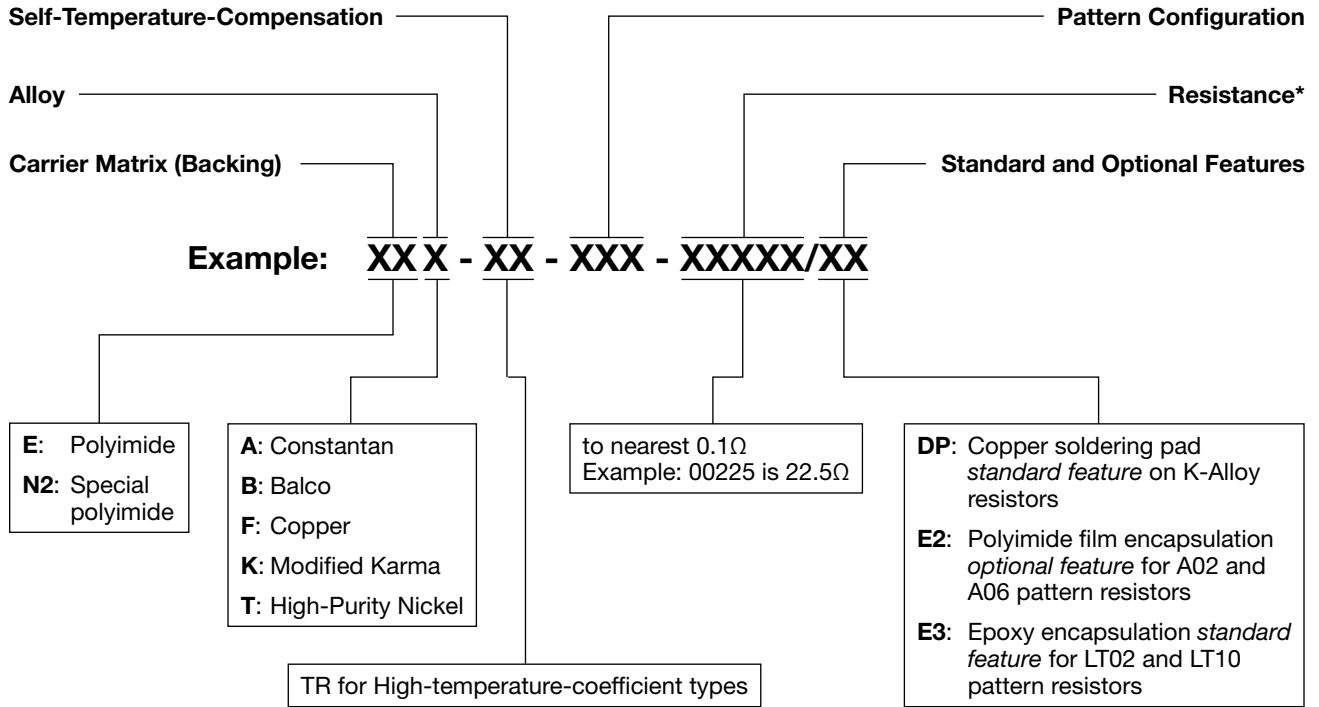 Self-Temperature-Compensation
Pattern Configuration
Alloy
Resistance*
Carrier Matrix (Backing)
Standard and Optional Features
Example: XX X - XX - XXX - XXXXX/XX
E: Polyimide
N2: Special
polyimide
A: Constantan
B: Balco
F: Copper
K: Modified Karma
T: High-Purity Nickel
TR for High-temperature-coefficient types
to nearest 0.1Ω
Example: 00225 is 22.5Ω
DP: Copper soldering pad
standard feature on K-Alloy
resistors
E2: Polyimide film encapsulation
optional feature for A02 and
A06 pattern resistors
E3: Epoxy encapsulation standard
feature for LT02 and LT10
pattern resistors